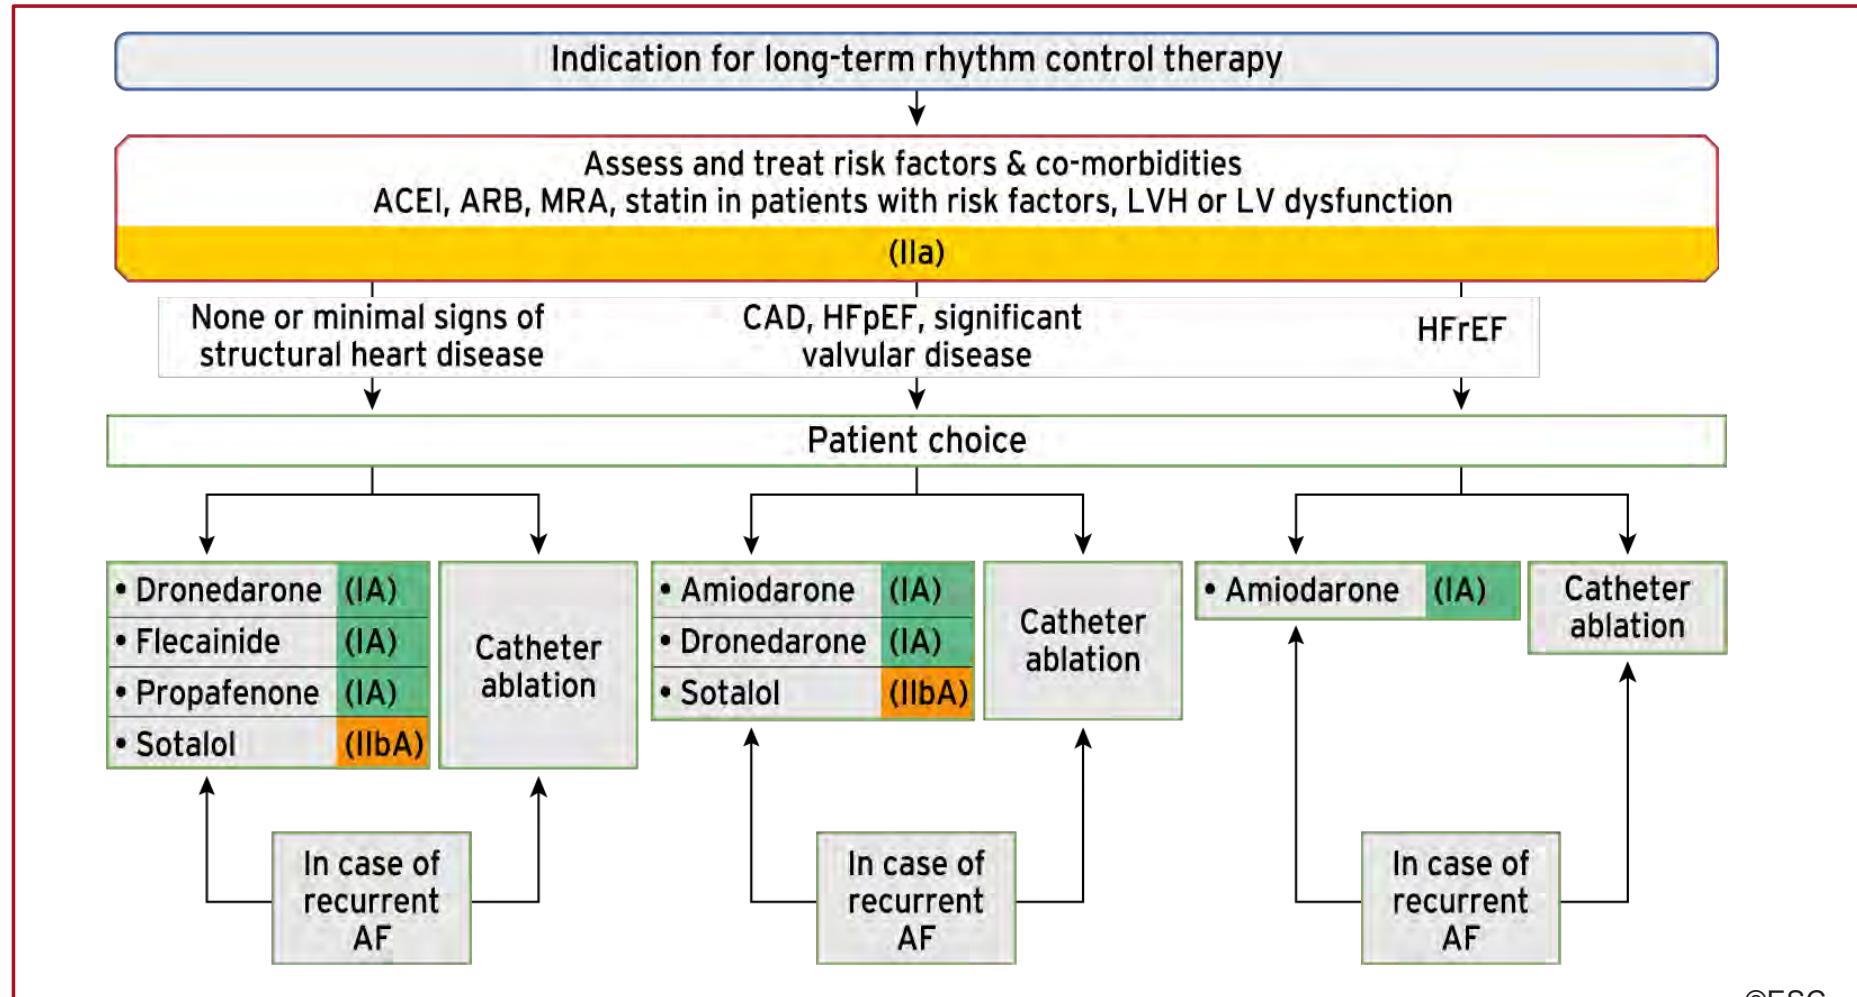 Indication for long-term rhythm control therapy
Assess and treat risk factors & co-morbidities
ACEI, ARB, MRA, statin in patients with risk factors, LVH or LV dysfunction
(IIa)
None or minimal signs of
structural heart disease
CAD, HFpEF, significant
valvular disease
HFrEF
Patient choice
• Dronedarone (IA)
• Flecainide (IA)
• Propafenone (IA)
• Sotalol (IIbA)
Catheter
ablation
• Amiodarone (IA)
• Dronedarone (IA)
• Sotalol (IIbA)
Catheter
ablation
• Amiodarone (IA)
Catheter
ablation
In case of
recurrent
AF
In case of
recurrent
AF
In case of
recurrent
AF
©ESC